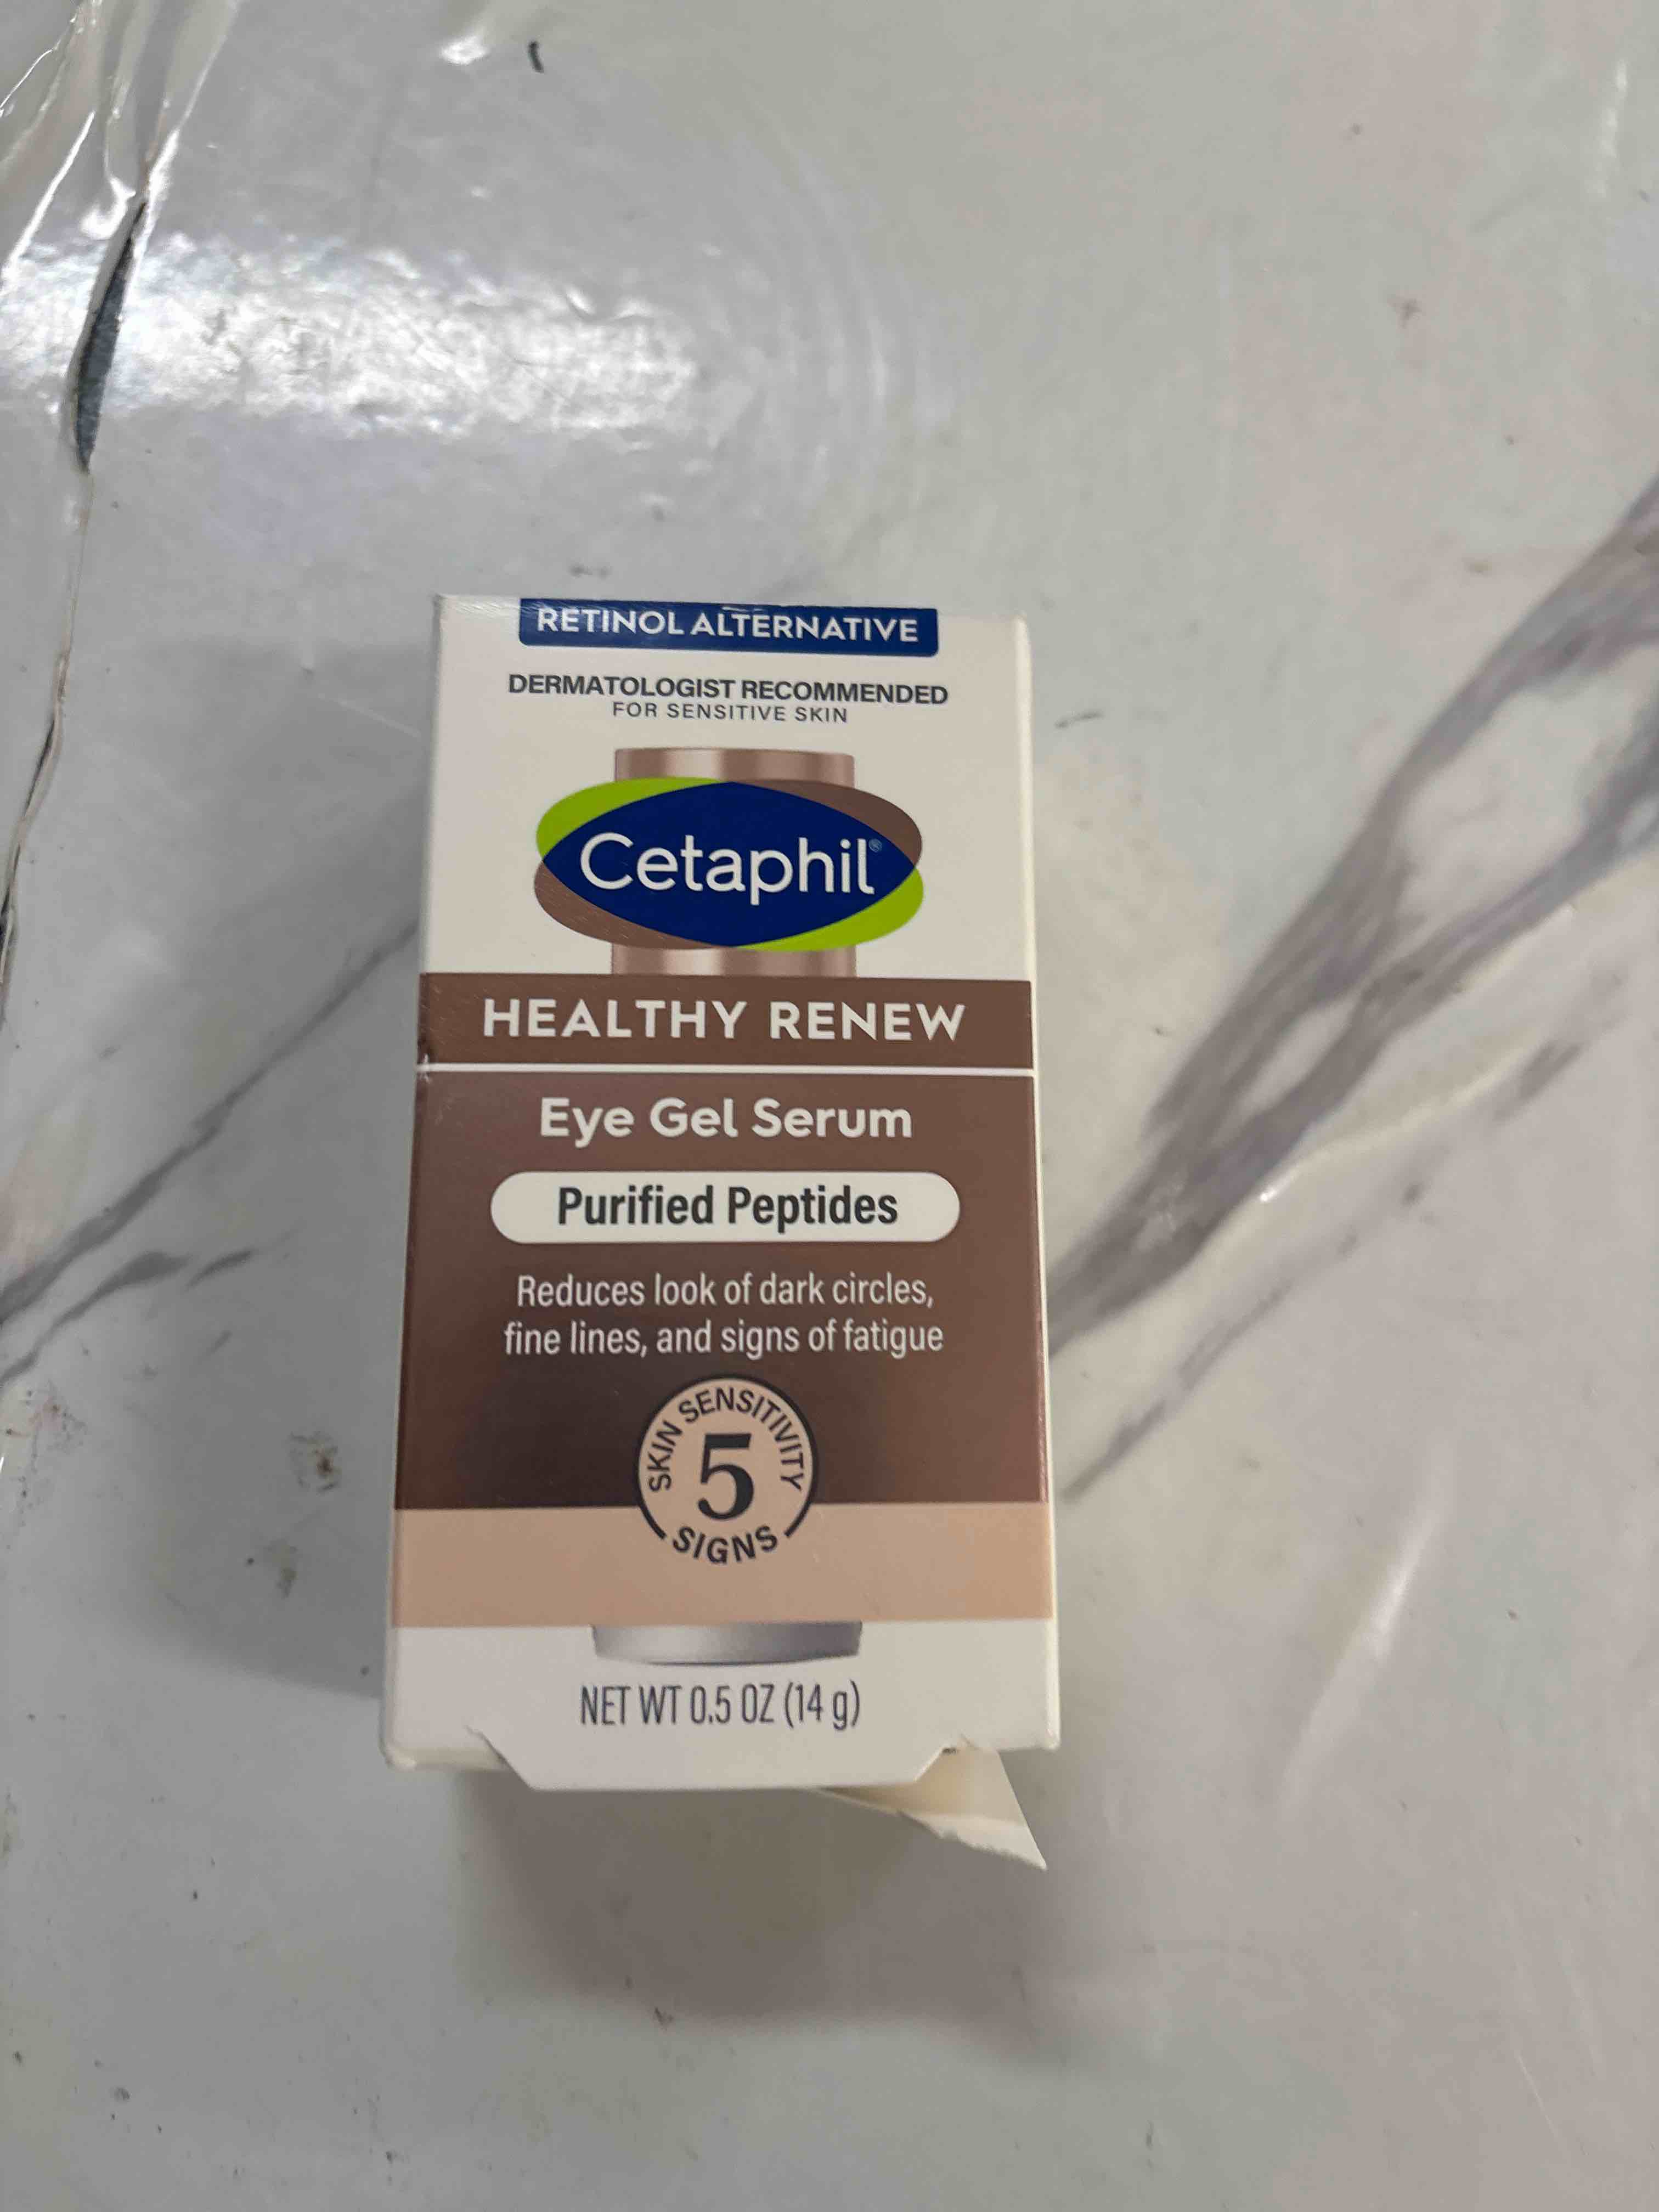 RETINOL ALTERNATIVE
DERMATOLOGIST RECOMMENDED
FOR SENSITIVE SKIN
Cetaphil®
HEALTHY RENEW
Eye Gel Serum
Purified Peptides
Reduces look of dark circles,
fine lines, and signs of fatigue
SKIN SENSITIVITY
5
SIGNS
NET WT 0.5 OZ (14 g)